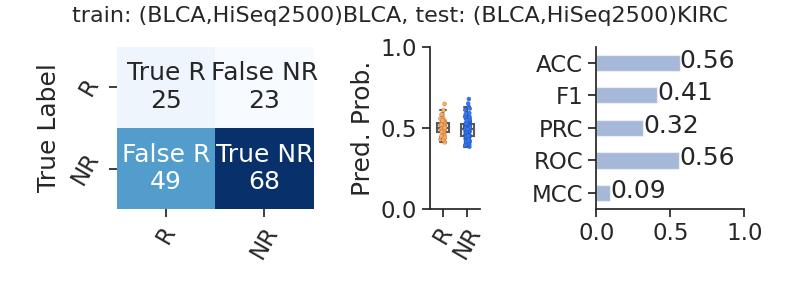 train: (BLCA,HiSeq2500)BLCA, test: (BLCA,HiSeq2500)KIRC
True Label
R
NR
True R
25
False NR
23
False R
49
True NR
68
R
NR
Pred. Prob.
1.0
0.5
0.0
R
NR
ACC
0.56
F1
0.41
PRC
0.32
ROC
0.56
MCC
0.09
0.0
0.5
1.0